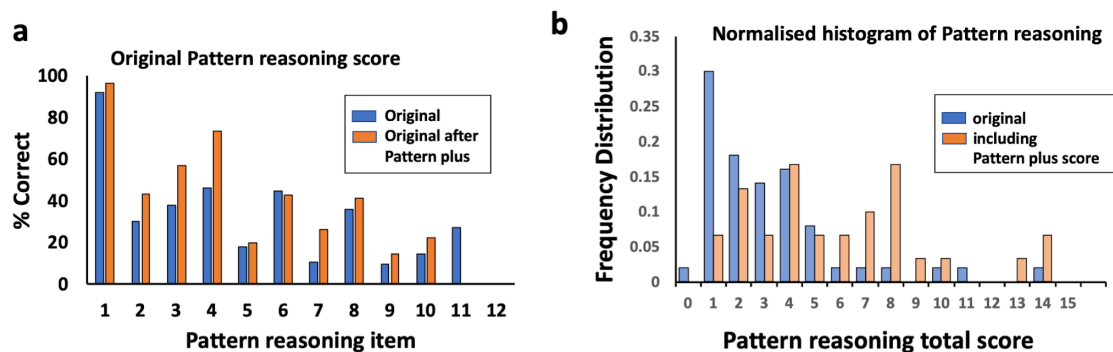 a
Original Pattern reasoning score
100
80
60
40
20
0
% Correct
Original
Original after
Pattern plus
1 2 3 4 5 6 7 8 9 10 11 12
Pattern reasoning item
b
Normalised histogram of Pattern reasoning
0.35
0.3
0.25
0.2
0.15
0.1
0.05
0
Frequency Distribution
original
including
Pattern plus score
0 1 2 3 4 5 6 7 8 9 10 11 12 13 14 15
Pattern reasoning total score